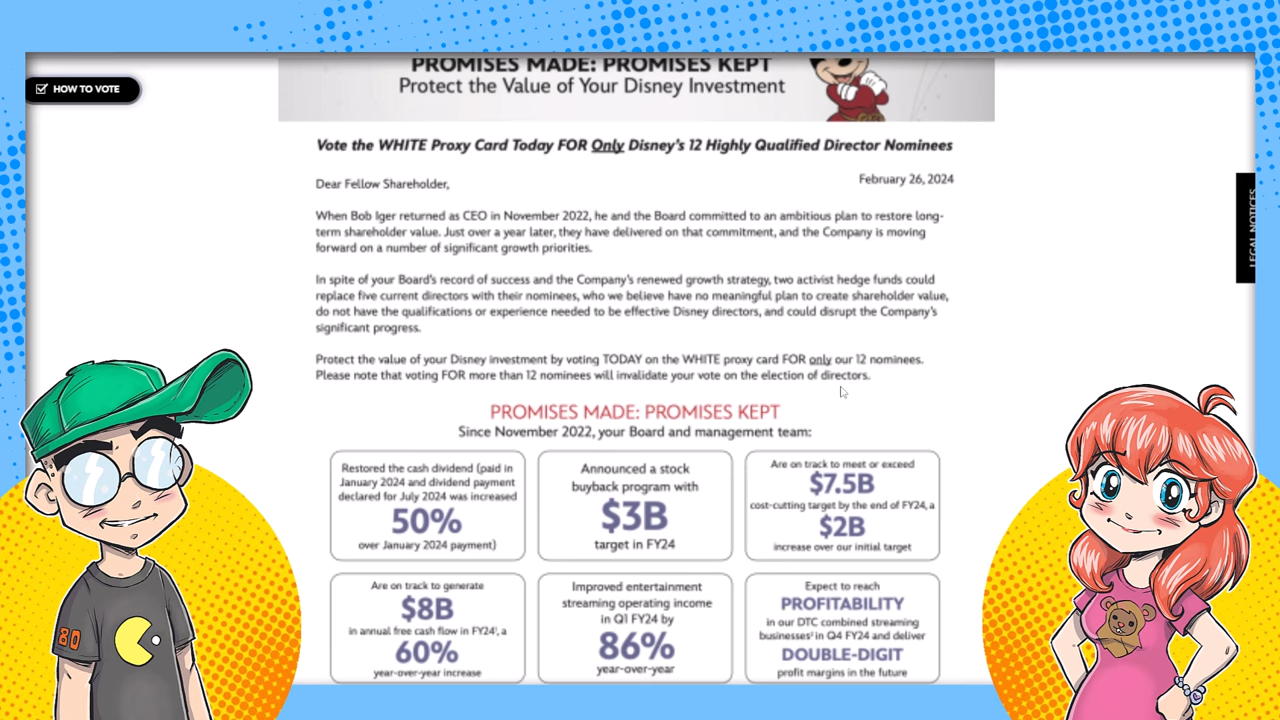 PROMISES MADE: PROMISES KEPT
Protect the Value of Your Disney Investment
HOW TO VOTE
Vote the WHITE Proxy Card Today FOR Only Disney's 12 Highly Qualified Director Nominees
February 26, 2024
Dear Fellow Shareholder,
When Bob Iger returned as CEO in November 2022, he and the Board committed to an ambitious plan to restore long-
term shareholder value. Just over a year later, they have delivered on that commitment, and the Company is moving
forward on a number of significant growth priorities.
In spite of your Board's record of success and the Company's renewed growth strategy, two activist hedge funds could
replace five current directors with their nominees, who we believe have no meaningful plan to create shareholder value,
do not have the qualifications or experience needed to be effective Disney directors, and could disrupt the Company's
significant progress.
Protect the value of your Disney investment by voting TODAY on the WHITE proxy card FOR only our 12 nominees.
Please note that voting FOR more than 12 nominees will invalidate your vote on the election of directors.
PROMISES MADE: PROMISES KEPT
Since November 2022, your Board and management team:
Restored the cash dividend (paid in
January 2024 and dividend payment
declared for July 2024 was increased
50%
over January 2024 payment)
Announced a stock
buyback program with
$3B
target in FY24
Are on track to meet or exceed
$7.5B
cost-cutting target by the end of FY24, a
$2B
increase over our initial target
Are on track to generate
$8B
in annual free cash flow in FY24¹, a
60%
year-over-year increase
Improved entertainment
streaming operating income
in Q1 FY24 by
86%
year-over-year
Expect to reach
PROFITABILITY
in our DTC combined streaming
businesses² in Q4 FY24 and deliver
DOUBLE-DIGIT
profit margins in the future
LEGAL NOTICES
80